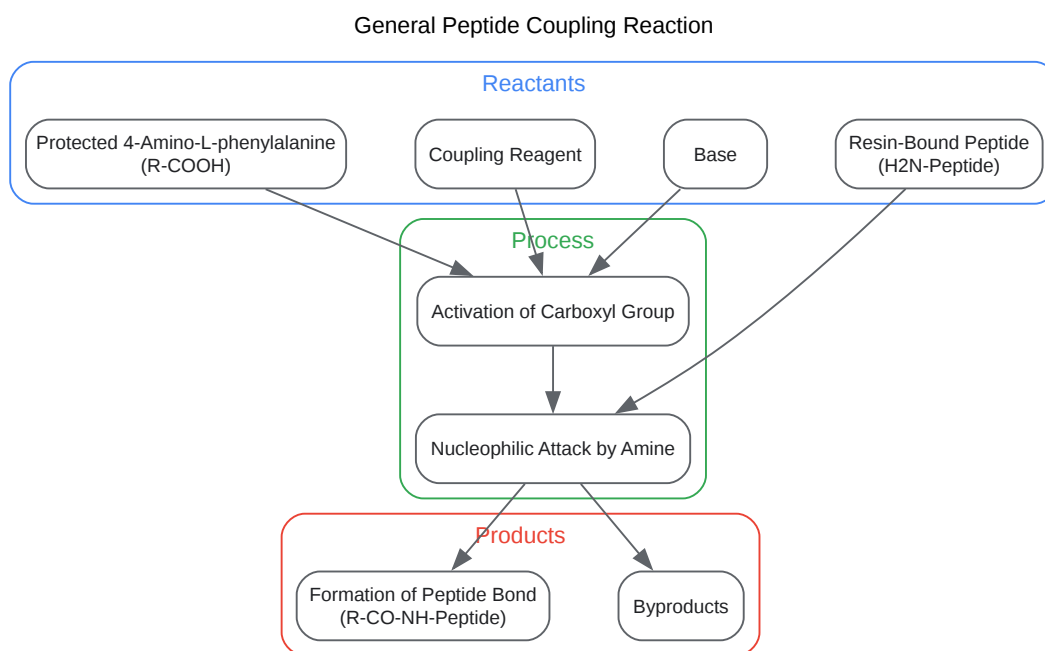 General Peptide Coupling Reaction
Reactants
Protected 4-Amino-L-phenylalanine
(R-COOH)
Coupling Reagent
Base
Resin-Bound Peptide
(H2N-Peptide)
Process
Activation of Carboxyl Group
Nucleophilic Attack by Amine
Products
Formation of Peptide Bond
(R-CO-NH-Peptide)
Byproducts